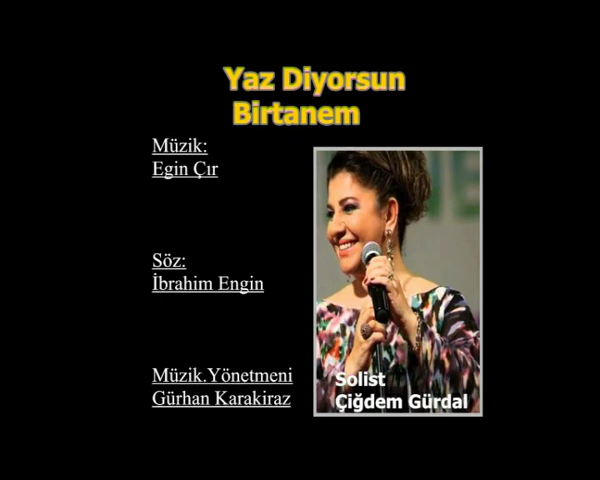 Yaz Diyorsun
Birtanem
Müzik:
Egin Çır
Söz:
İbrahim Engin
Müzik.Yönetmeni
Gürhan Karakiraz
Solist
Çiğdem Gürdal